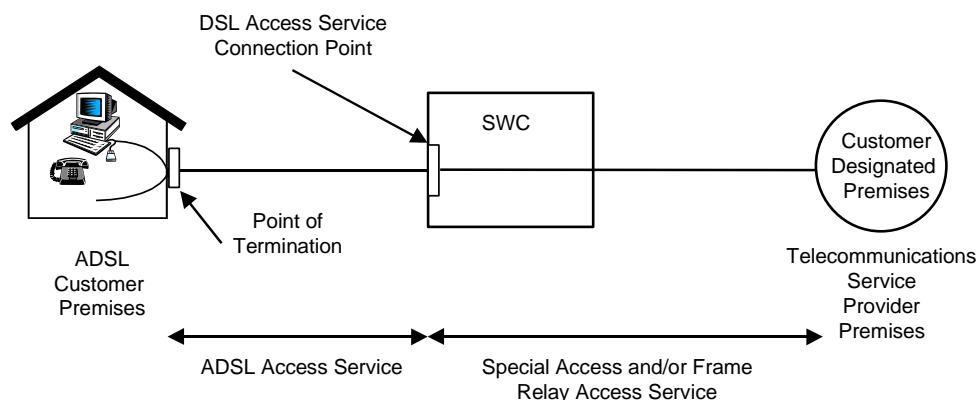 DSL Access Service
Connection Point
SWC
Customer
Designated
Premises
Point of
Termination
ADSL
Customer
Premises
Telecommunications
Service
Provider
Premises
ADSL Access Service
Special Access and/or Frame
Relay Access Service